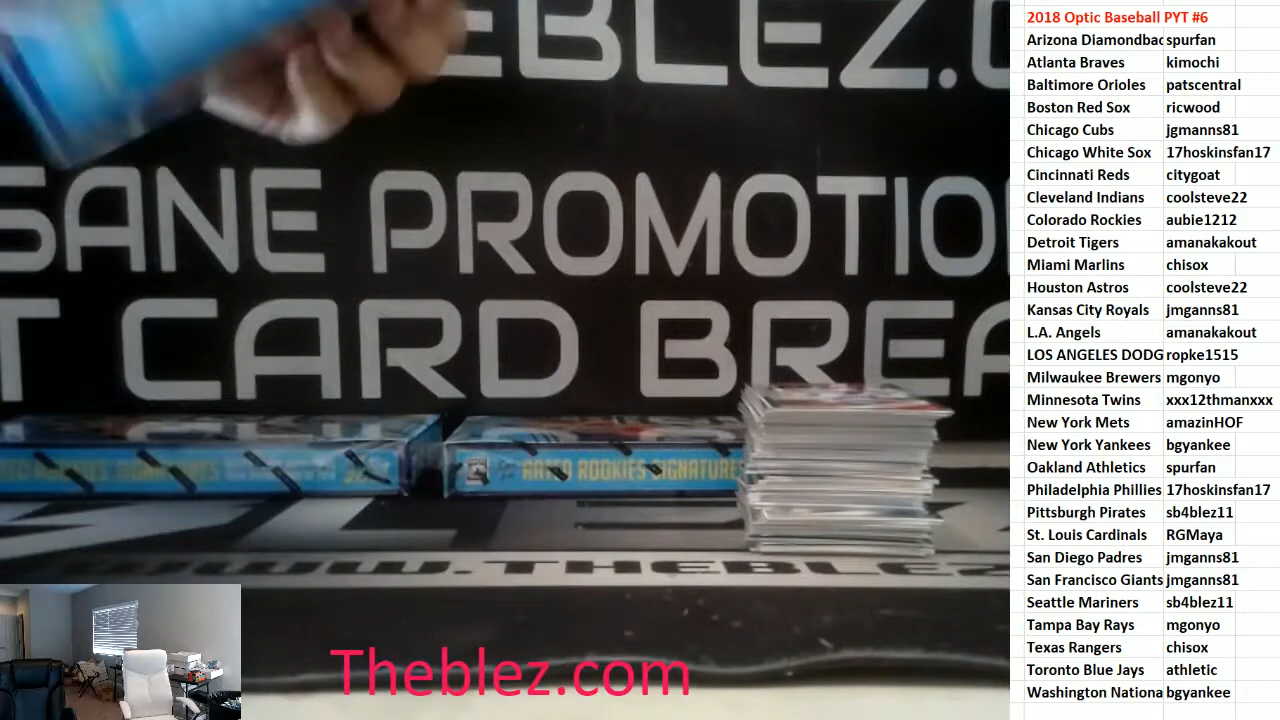 EBLEZ.C
SANE PROMOTIO
T CARD BREA
RATED ROOKIES SIGNATURE
WWW.THEBLEZ
Theblez.com
2018 Optic Baseball PYT #6
Arizona Diamondbac spurfan
Atlanta Braves kimochi
Baltimore Orioles patscentral
Boston Red Sox ricwood
Chicago Cubs jgmanns81
Chicago White Sox 17hoskinsfan17
Cincinnati Reds citygoat
Cleveland Indians coolsteve22
Colorado Rockies aubie1212
Detroit Tigers amanakakout
Miami Marlins chisox
Houston Astros coolsteve22
Kansas City Royals jmganns81
L.A. Angels amanakakout
LOS ANGELES DODG ropke1515
Milwaukee Brewers mgonyo
Minnesota Twins xxx12thmanxxx
New York Mets amazinHOF
New York Yankees bgyankee
Oakland Athletics spurfan
Philadelphia Phillies 17hoskinsfan17
Pittsburgh Pirates sb4blez11
St. Louis Cardinals RGMaya
San Diego Padres jmganns81
San Francisco Giants jmganns81
Seattle Mariners sb4blez11
Tampa Bay Rays mgonyo
Texas Rangers chisox
Toronto Blue Jays athletic
Washington Nationa bgyankee